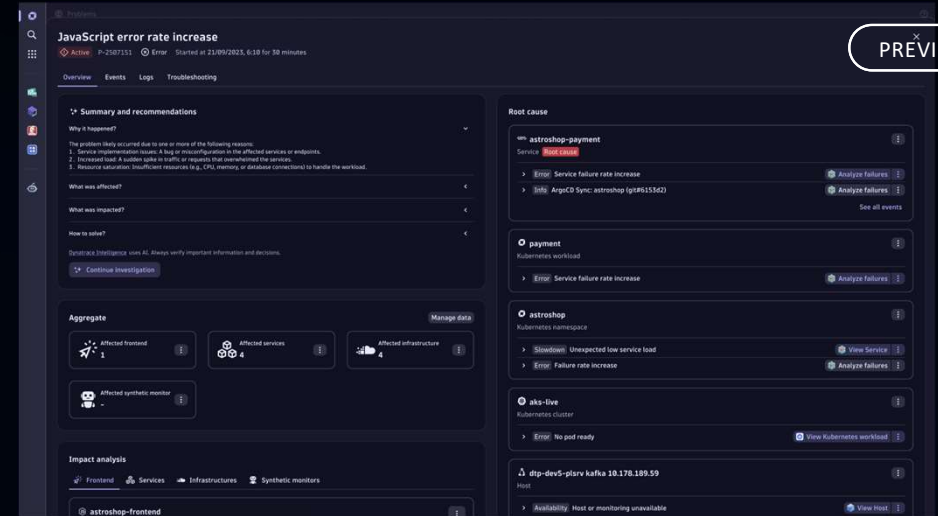 Problems
JavaScript error rate increase
PREVI
Active P-2507151 Error Started at 21/09/2023, 6:10 for 30 minutes
Overview Events Logs Troubleshooting
Summary and recommendations
Why it happened?
The problem likely occurred due to one or more of the following reasons:
1. Service implementation issues: A bug or misconfiguration in the affected services or endpoints.
2. Increased load: A sudden spike in traffic or requests that overwhelmed the services.
3. Resource saturation: Insufficient resources (e.g., CPU, memory, or database connections) to handle the workload.
What was affected?
What was impacted?
How to solve?
Dynatrace Intelligence uses AI. Always verify important information and decisions.
Continue investigation
Aggregate Manage data
Affected frontend
1
Affected services
4
Affected infrastructure
4
Affected synthetic monitor
-
Impact analysis
Frontend Services Infrastructures Synthetic monitors
astroshop-frontend
Root cause
astroshop-payment
Service Root cause
Error Service failure rate increase Analyze failures
Info ArgoCD Sync: astroshop (git#6153d2) Analyze failures
See all events
payment
Kubernetes workload
Error Service failure rate increase Analyze failures
astroshop
Kubernetes namespace
Slowdown Unexpected low service load View Service
Error Failure rate increase Analyze failures
aks-live
Kubernetes cluster
Error No pod ready View Kubernetes workload
dtp-dev5-plsrv kafka 10.178.189.59
Host
Availability Host or monitoring unavailable View Host